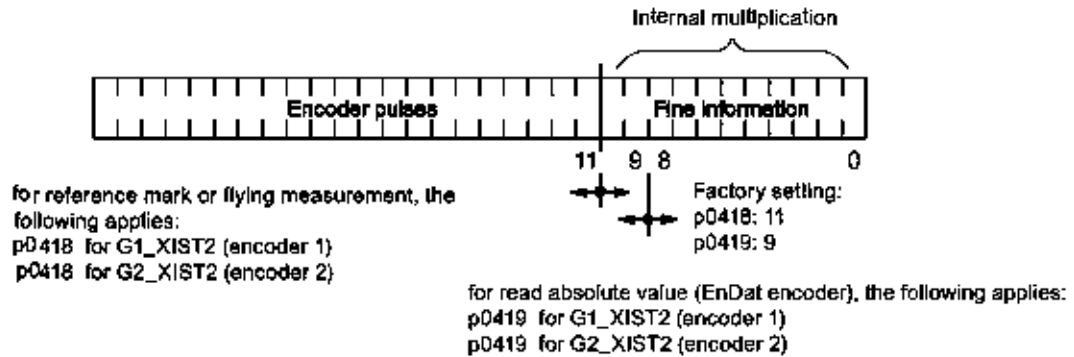 Internal multiplication
Encoder pulses
Fine information
11 9 8 0
for reference mark or flying measurement, the
following applies:
p0418 for G1_XIST2 (encoder 1)
p0418 for G2_XIST2 (encoder 2)
Factory setting:
p0418: 11
p0419: 9
for read absolute value (EnDat encoder), the following applies:
p0419 for G1_XIST2 (encoder 1)
p0419 for G2_XIST2 (encoder 2)